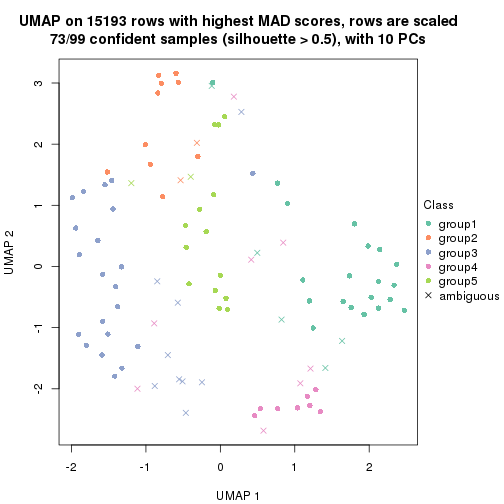 UMAP on 15193 rows with highest MAD scores, rows are scaled
73/99 confident samples (silhouette > 0.5), with 10 PCs
3
2
1
0
-1
-2
UMAP 2
-2
-1
0
1
2
UMAP 1
Class
group1
group2
group3
group4
group5
ambiguous